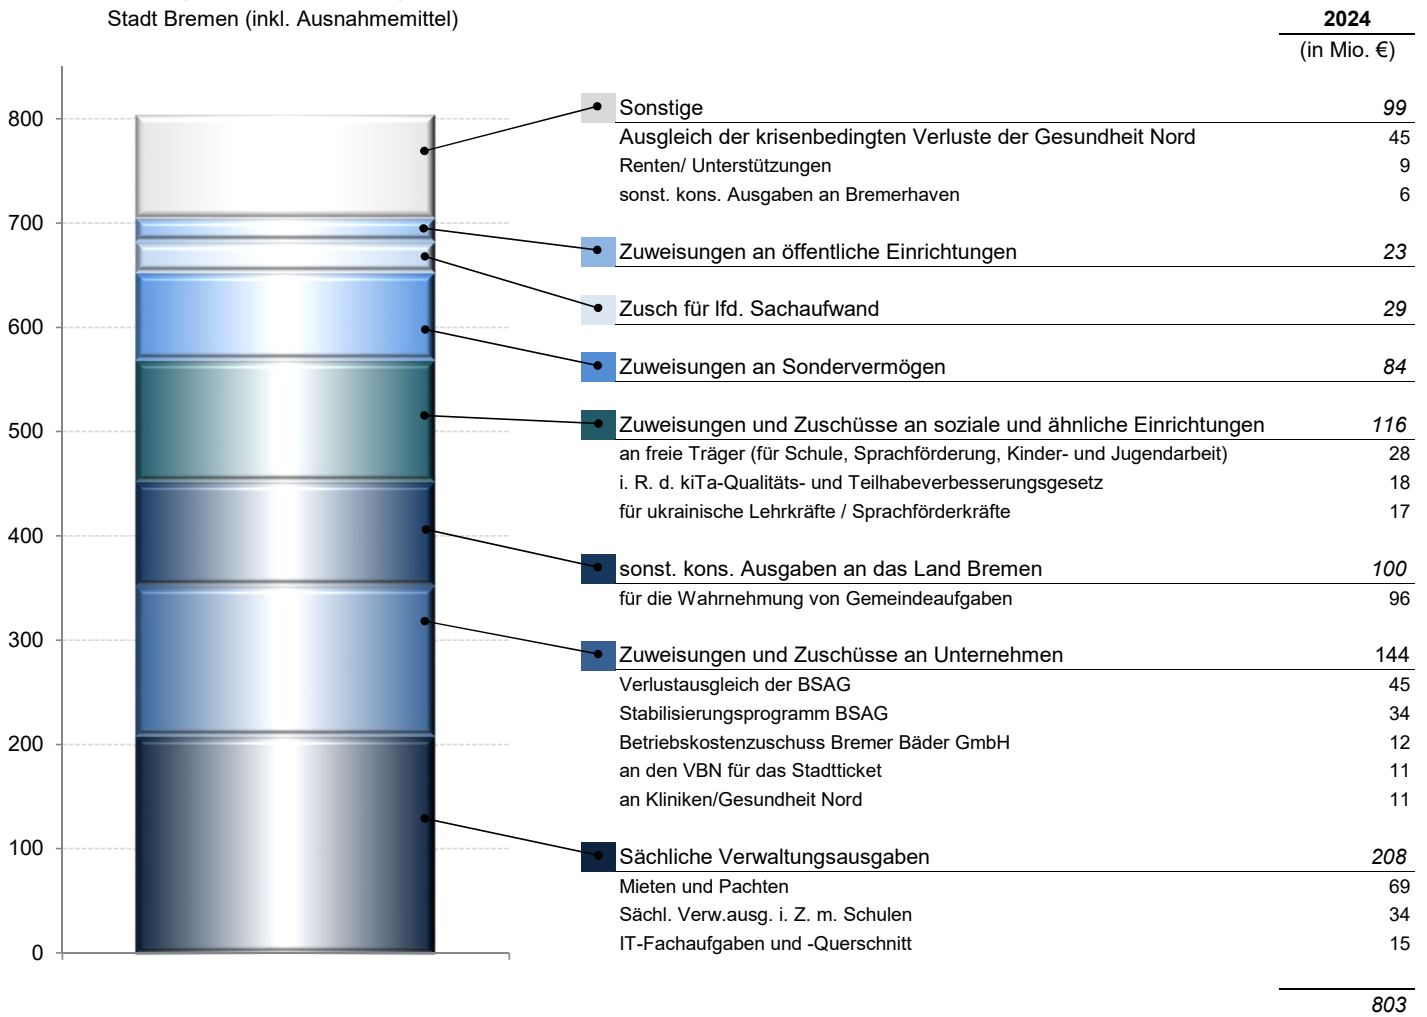 Stadt Bremen (inkl. Ausnahmemittel)
2024
(in Mio. €)
800
700
600
500
400
300
200
100
0
Sonstige 99
Ausgleich der krisenbedingten Verluste der Gesundheit Nord 45
Renten/ Unterstützungen 9
sonst. kons. Ausgaben an Bremerhaven 6
Zuweisungen an öffentliche Einrichtungen 23
Zusch für lfd. Sachaufwand 29
Zuweisungen an Sondervermögen 84
Zuweisungen und Zuschüsse an soziale und ähnliche Einrichtungen 116
an freie Träger (für Schule, Sprachförderung, Kinder- und Jugendarbeit) 28
i. R. d. kiTa-Qualitäts- und Teilhabeverbesserungsgesetz 18
für ukrainische Lehrkräfte / Sprachförderkräfte 17
sonst. kons. Ausgaben an das Land Bremen 100
für die Wahrnehmung von Gemeindeaufgaben 96
Zuweisungen und Zuschüsse an Unternehmen 144
Verlustausgleich der BSAG 45
Stabilisierungsprogramm BSAG 34
Betriebskostenzuschuss Bremer Bäder GmbH 12
an den VBN für das Stadtticket 11
an Kliniken/Gesundheit Nord 11
Sächliche Verwaltungsausgaben 208
Mieten und Pachten 69
Sächl. Verw.ausg. i. Z. m. Schulen 34
IT-Fachaufgaben und -Querschnitt 15
803